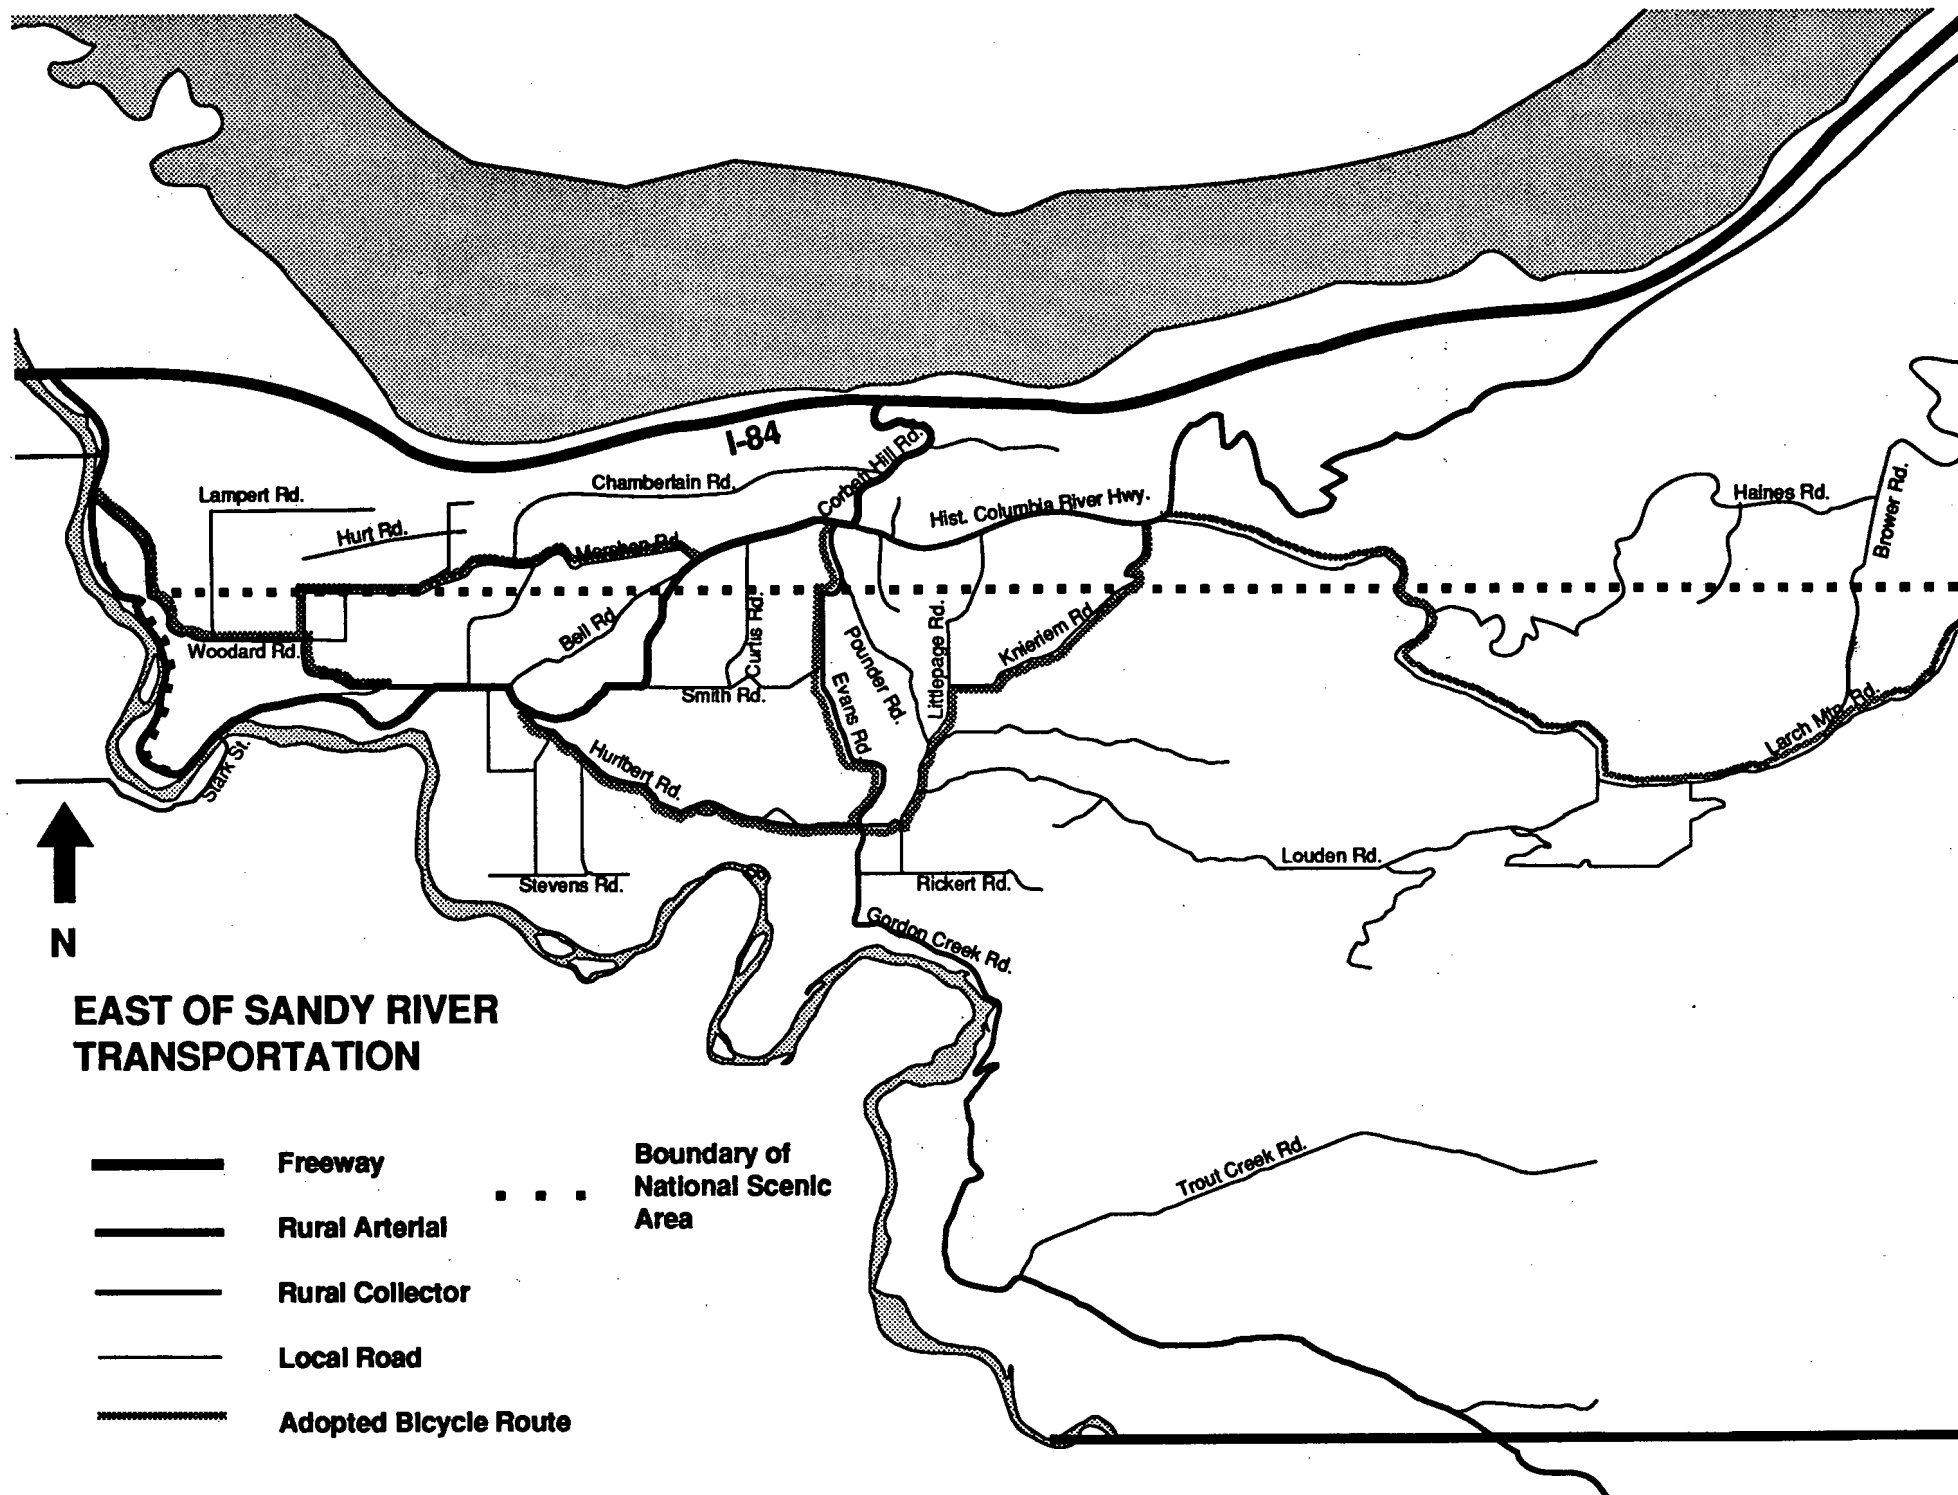 I-84
Corbett Hill Rd.
Chamberlain Rd.
Lampert Rd.
Hurt Rd.
Hist. Columbia River Hwy.
Haines Rd.
Brower Rd.
Mershon Rd.
Bell Rd.
Woodard Rd.
Curtis Rd.
Smith Rd.
Pounder Rd.
Evans Rd
Littlepage Rd.
Knieriem Rd.
Larch Mtn. Rd.
Stark St.
Hurlbert Rd.
Louden Rd.
Stevens Rd.
Rickert Rd.
Gordon Creek Rd.
N
EAST OF SANDY RIVER
TRANSPORTATION
Trout Creek Rd.
Freeway
Rural Arterial
Rural Collector
Local Road
Adopted Bicycle Route
Boundary of
National Scenic
Area